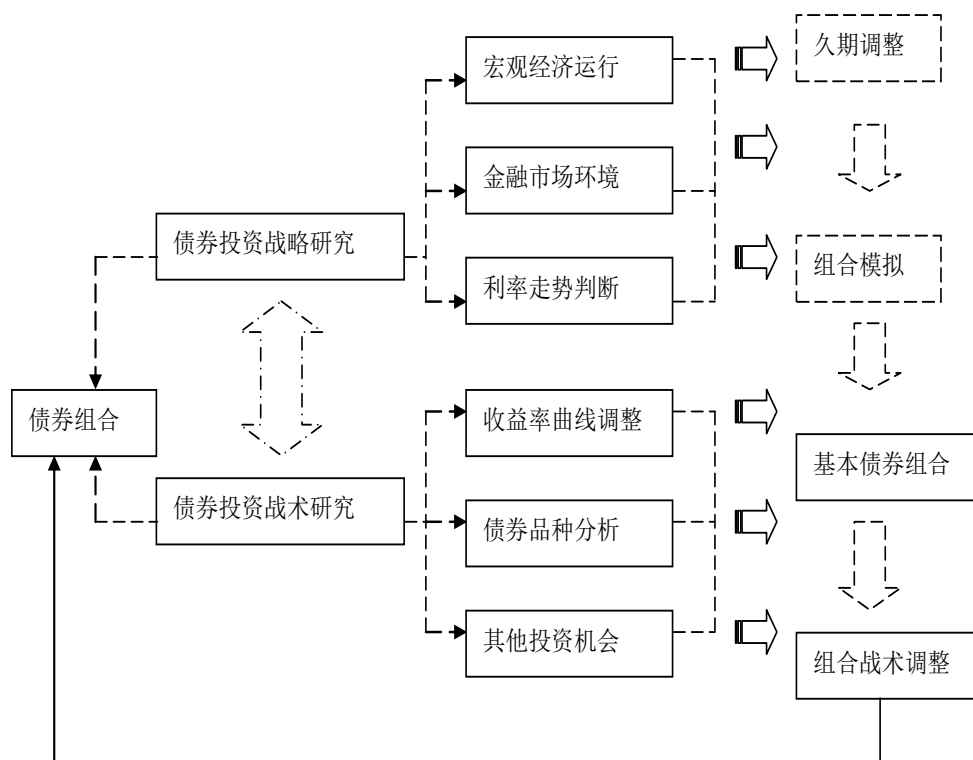 宏观经济运行
久期调整
金融市场环境
债券投资战略研究
组合模拟
利率走势判断
债券组合
收益率曲线调整
基本债券组合
债券投资战术研究
债券品种分析
其他投资机会
组合战术调整